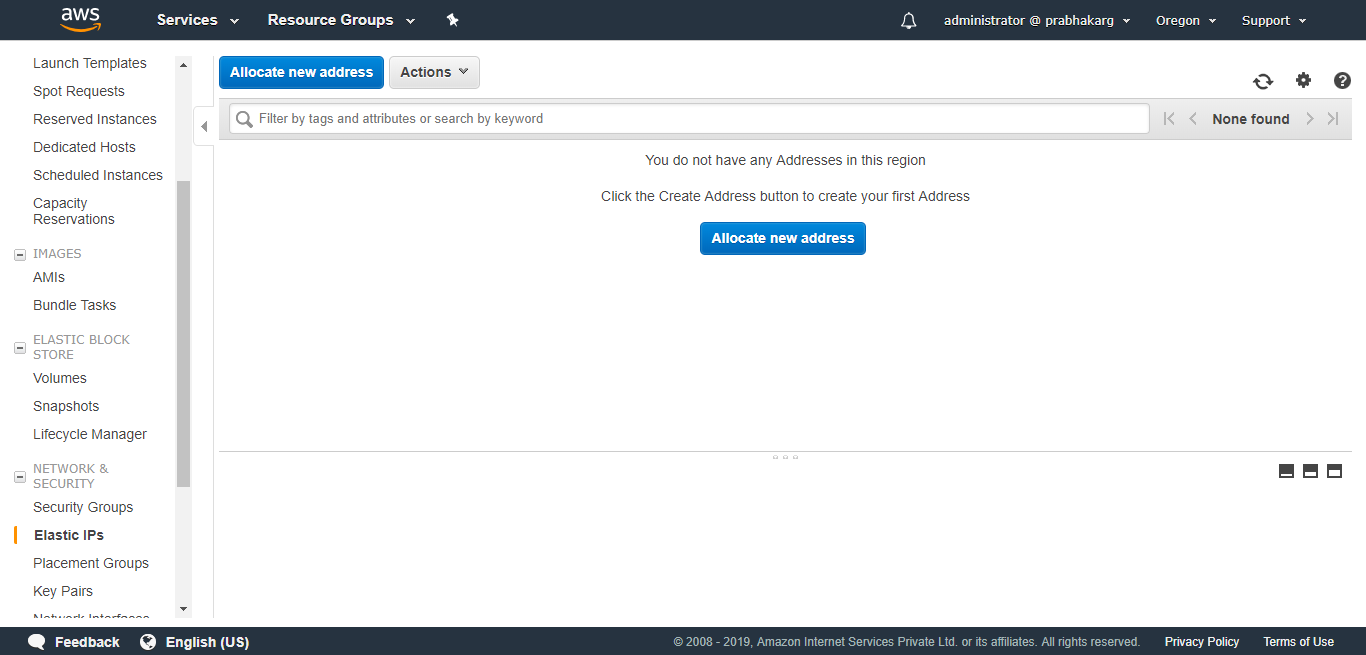 aws
Services
Resource Groups
administrator @ prabhakarg
Oregon
Support
Launch Templates
Spot Requests
Reserved Instances
Dedicated Hosts
Scheduled Instances
Capacity
Reservations
IMAGES
AMIs
Bundle Tasks
ELASTIC BLOCK
STORE
Volumes
Snapshots
Lifecycle Manager
NETWORK &
SECURITY
Security Groups
Elastic IPs
Placement Groups
Key Pairs
Network Interfaces
Allocate new address
Actions
Filter by tags and attributes or search by keyword
None found
You do not have any Addresses in this region
Click the Create Address button to create your first Address
Allocate new address
Feedback
English (US)
© 2008 - 2019, Amazon Internet Services Private Ltd. or its affiliates. All rights reserved.
Privacy Policy
Terms of Use